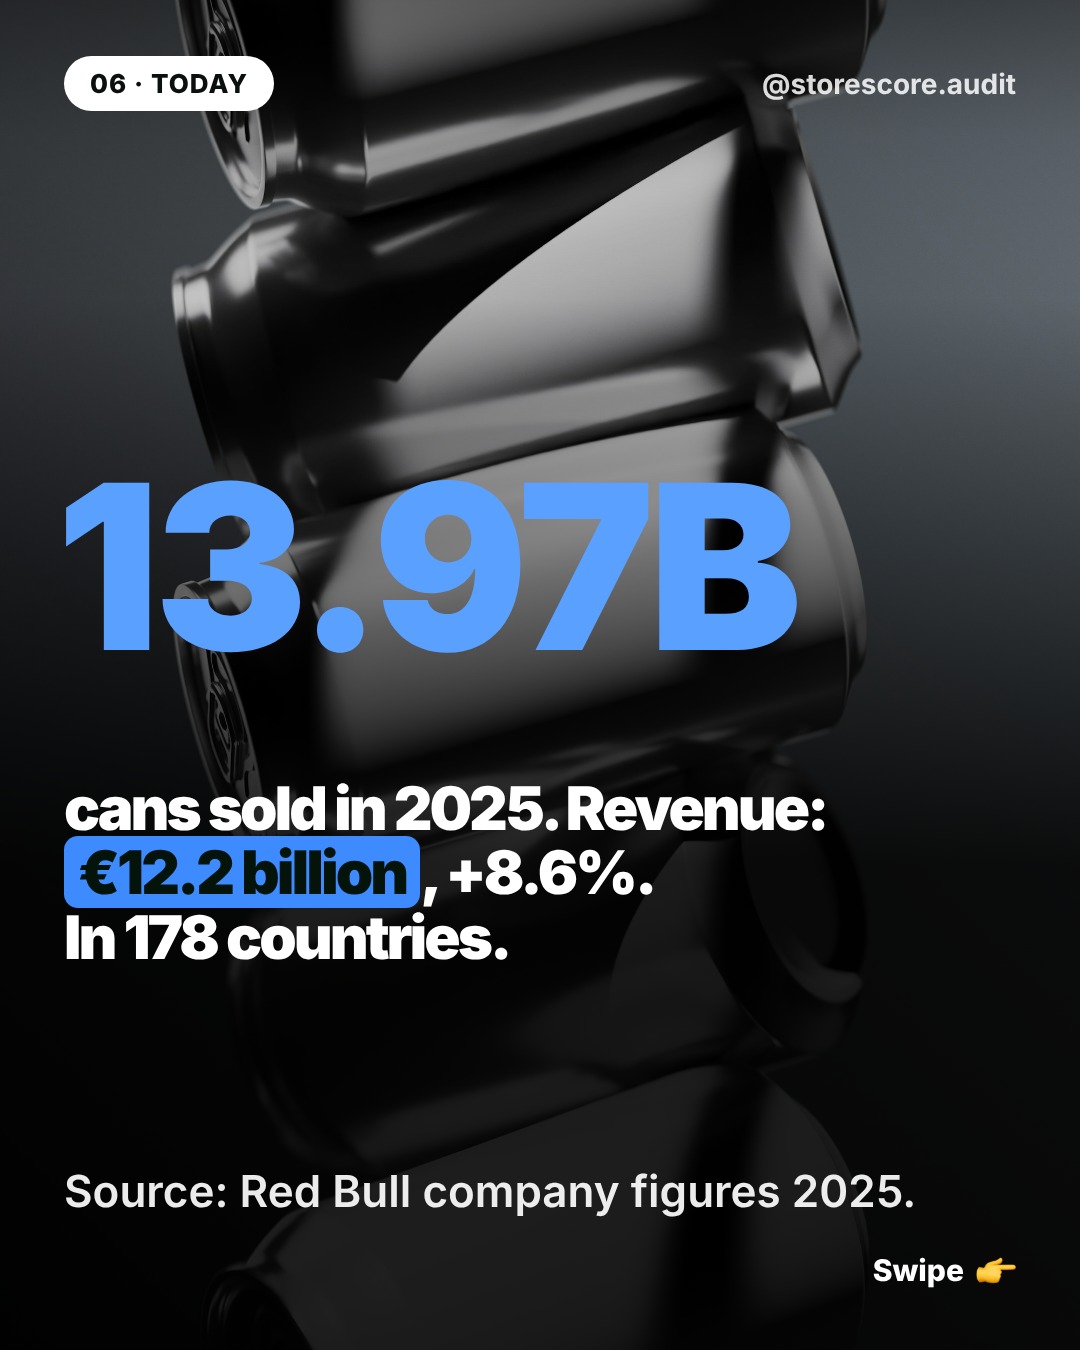 06 · TODAY
@storescore.audit
13.97B
cans sold in 2025. Revenue:
€12.2 billion, +8.6%.
In 178 countries.
Source: Red Bull company figures 2025.
Swipe 👉